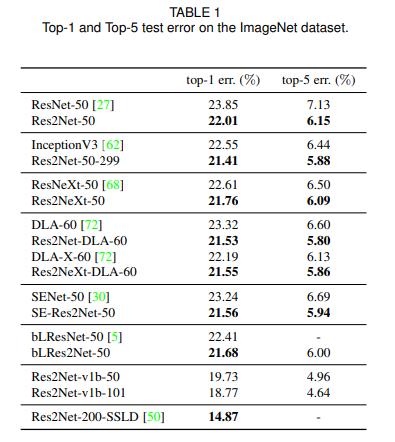 TABLE 1
Top-1 and Top-5 test error on the ImageNet dataset.
top-1 err. (%) top-5 err. (%)
ResNet-50 [27] 23.85 7.13
Res2Net-50 22.01 6.15
InceptionV3 [62] 22.55 6.44
Res2Net-50-299 21.41 5.88
ResNeXt-50 [68] 22.61 6.50
Res2NeXt-50 21.76 6.09
DLA-60 [72] 23.32 6.60
Res2Net-DLA-60 21.53 5.80
DLA-X-60 [72] 22.19 6.13
Res2NeXt-DLA-60 21.55 5.86
SENet-50 [30] 23.24 6.69
SE-Res2Net-50 21.56 5.94
bLResNet-50 [5] 22.41 -
bLRes2Net-50 21.68 6.00
Res2Net-v1b-50 19.73 4.96
Res2Net-v1b-101 18.77 4.64
Res2Net-200-SSLD [50] 14.87 -